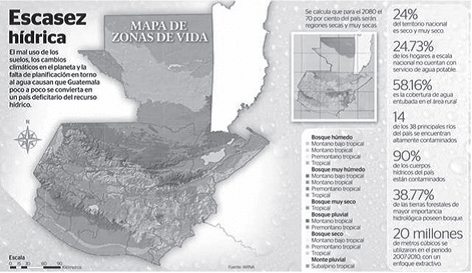 Escasez
hídrica
El mal uso de los
suelos, los cambios
climáticos en el planeta y la
falta de planificación en torno
al agua causan que Guatemala
poco a poco se convierta en
un país deficitario del recurso
hídrico.
MAPA DE
ZONAS DE VIDA
Escala
0 15 30 60 90
Kilómetros
Fuente: IARNA
Se calcula que para el 2080 el
70 por ciento del país serán
regiones secas y muy secas.
Bosque húmedo
Montano bajo tropical
Montano tropical
Premontano tropical
Tropical
Bosque muy húmedo
Montano bajo tropical
Montano tropical
Premontano tropical
Tropical
Bosque muy seco
Tropical
Bosque pluvial
Montano tropical
Bosque seco
Montano bajo tropical
Premontano tropical
Tropical
Monte pluvial
Subalpino tropical
24%
del territorio nacional
es seco y muy seco.
24.73%
de los hogares a escala
nacional no cuentan con
servicio de agua potable.
58.16%
es la cobertura de agua
entubada en el área rural
14
de los 38 principales ríos
del país se encuentran
altamente contaminados
90%
de los cuerpos
hídricos del país
están contaminados
38.77%
de las tierras forestales de
mayor importancia
hidrológica poseen bosque.
20 millones
de metros cúbicos se
utilizaron en el periodo
2007-2010, con un
enfoque extractivo.